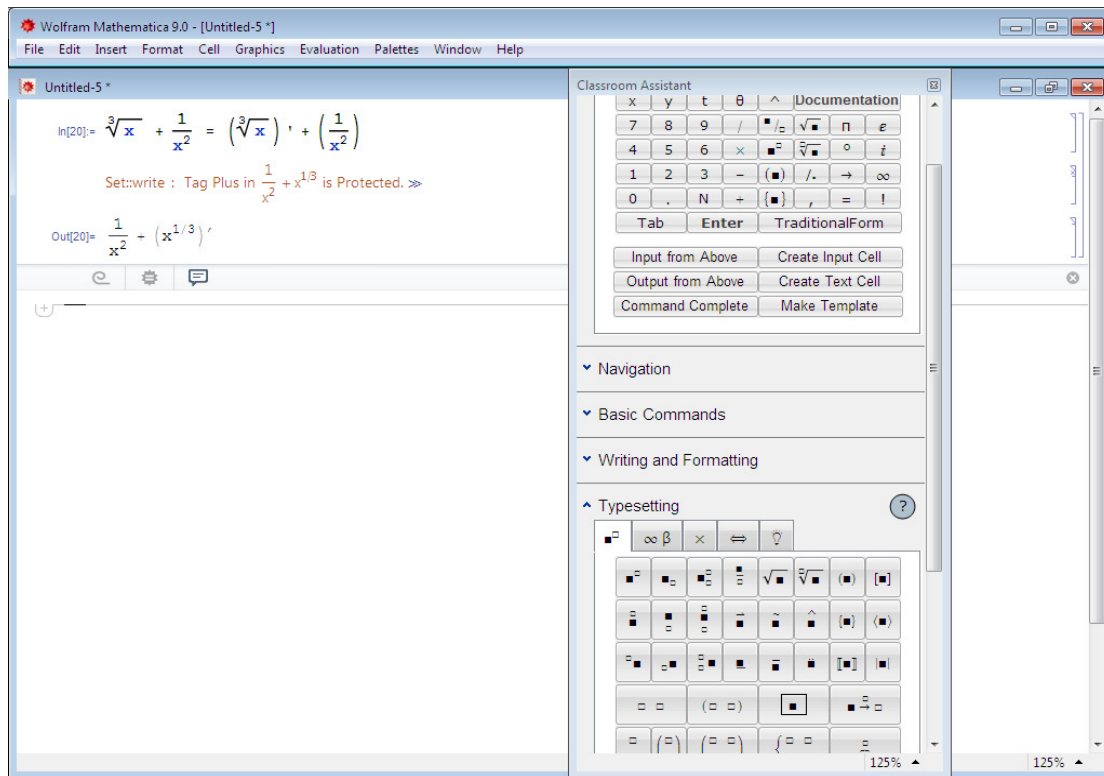 Wolfram Mathematica 9.0 - [Untitled-5 *]
File Edit Insert Format Cell Graphics Evaluation Palettes Window Help
Untitled-5 *
In[20]:= ∛x + 1/x² = (∛x) ' + (1/x²)
Set::write : Tag Plus in 1/x² + x^1/3 is Protected. ≫
Out[20]= 1/x² + (x^1/3)′
Classroom Assistant
x y t θ ^ Documentation
7 8 9 / ■/□ √■ π e
4 5 6 × ■^□ □√■ ° i
1 2 3 − (■) /. → ∞
0 . N + {■} , = !
Tab Enter TraditionalForm
Input from Above Create Input Cell
Output from Above Create Text Cell
Command Complete Make Template
Navigation
Basic Commands
Writing and Formatting
Typesetting ?
■^□ ∞ β × ⇔
125%
125%